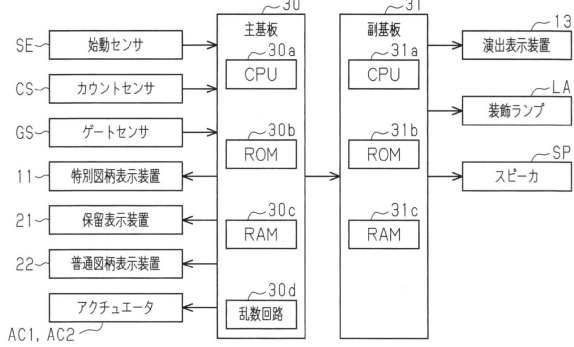 30
31
主基板
副基板
13
SE
始動センサ
30a
CPU
31a
CPU
演出表示装置
CS
カウントセンサ
LA
装飾ランプ
GS
ゲートセンサ
30b
ROM
31b
ROM
SP
スピーカ
11
特別図柄表示装置
21
保留表示装置
30c
RAM
31c
RAM
22
普通図柄表示装置
アクチュエータ
30d
乱数回路
AC1, AC2